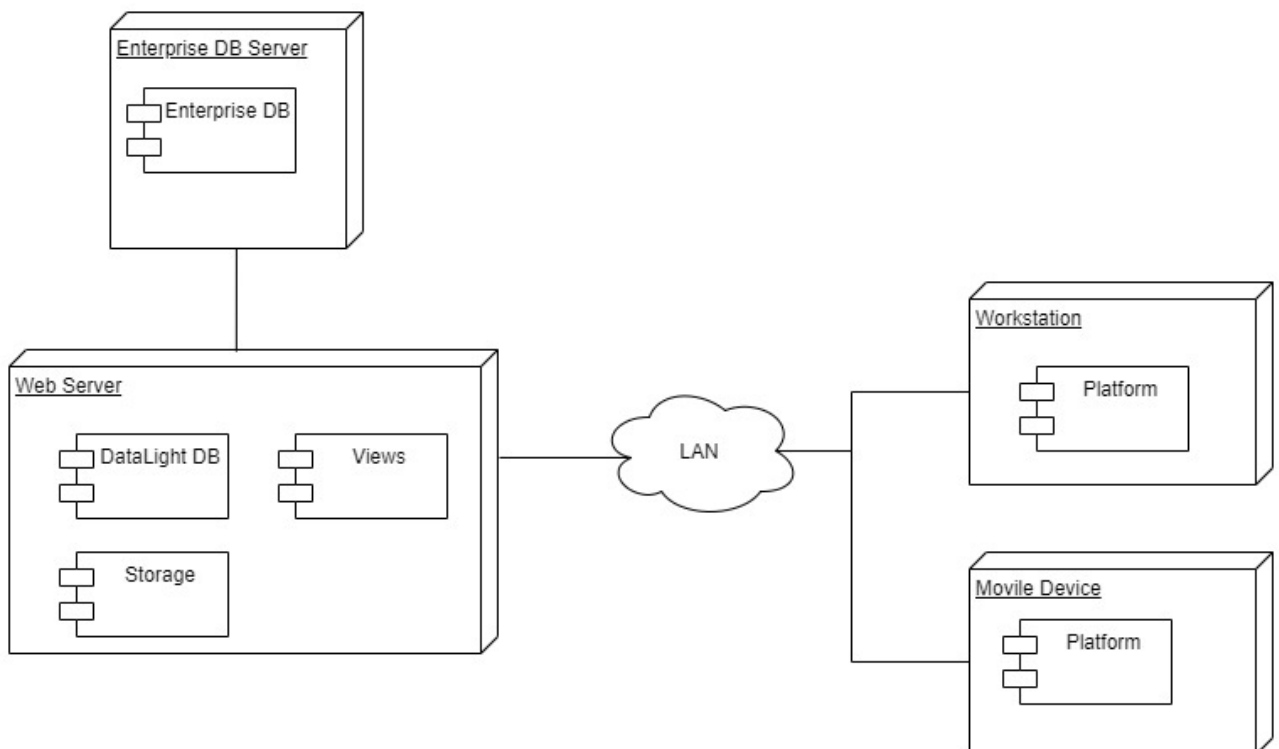 Enterprise DB Server
Enterprise DB
Web Server
DataLight DB
Views
Storage
LAN
Workstation
Platform
Movile Device
Platform